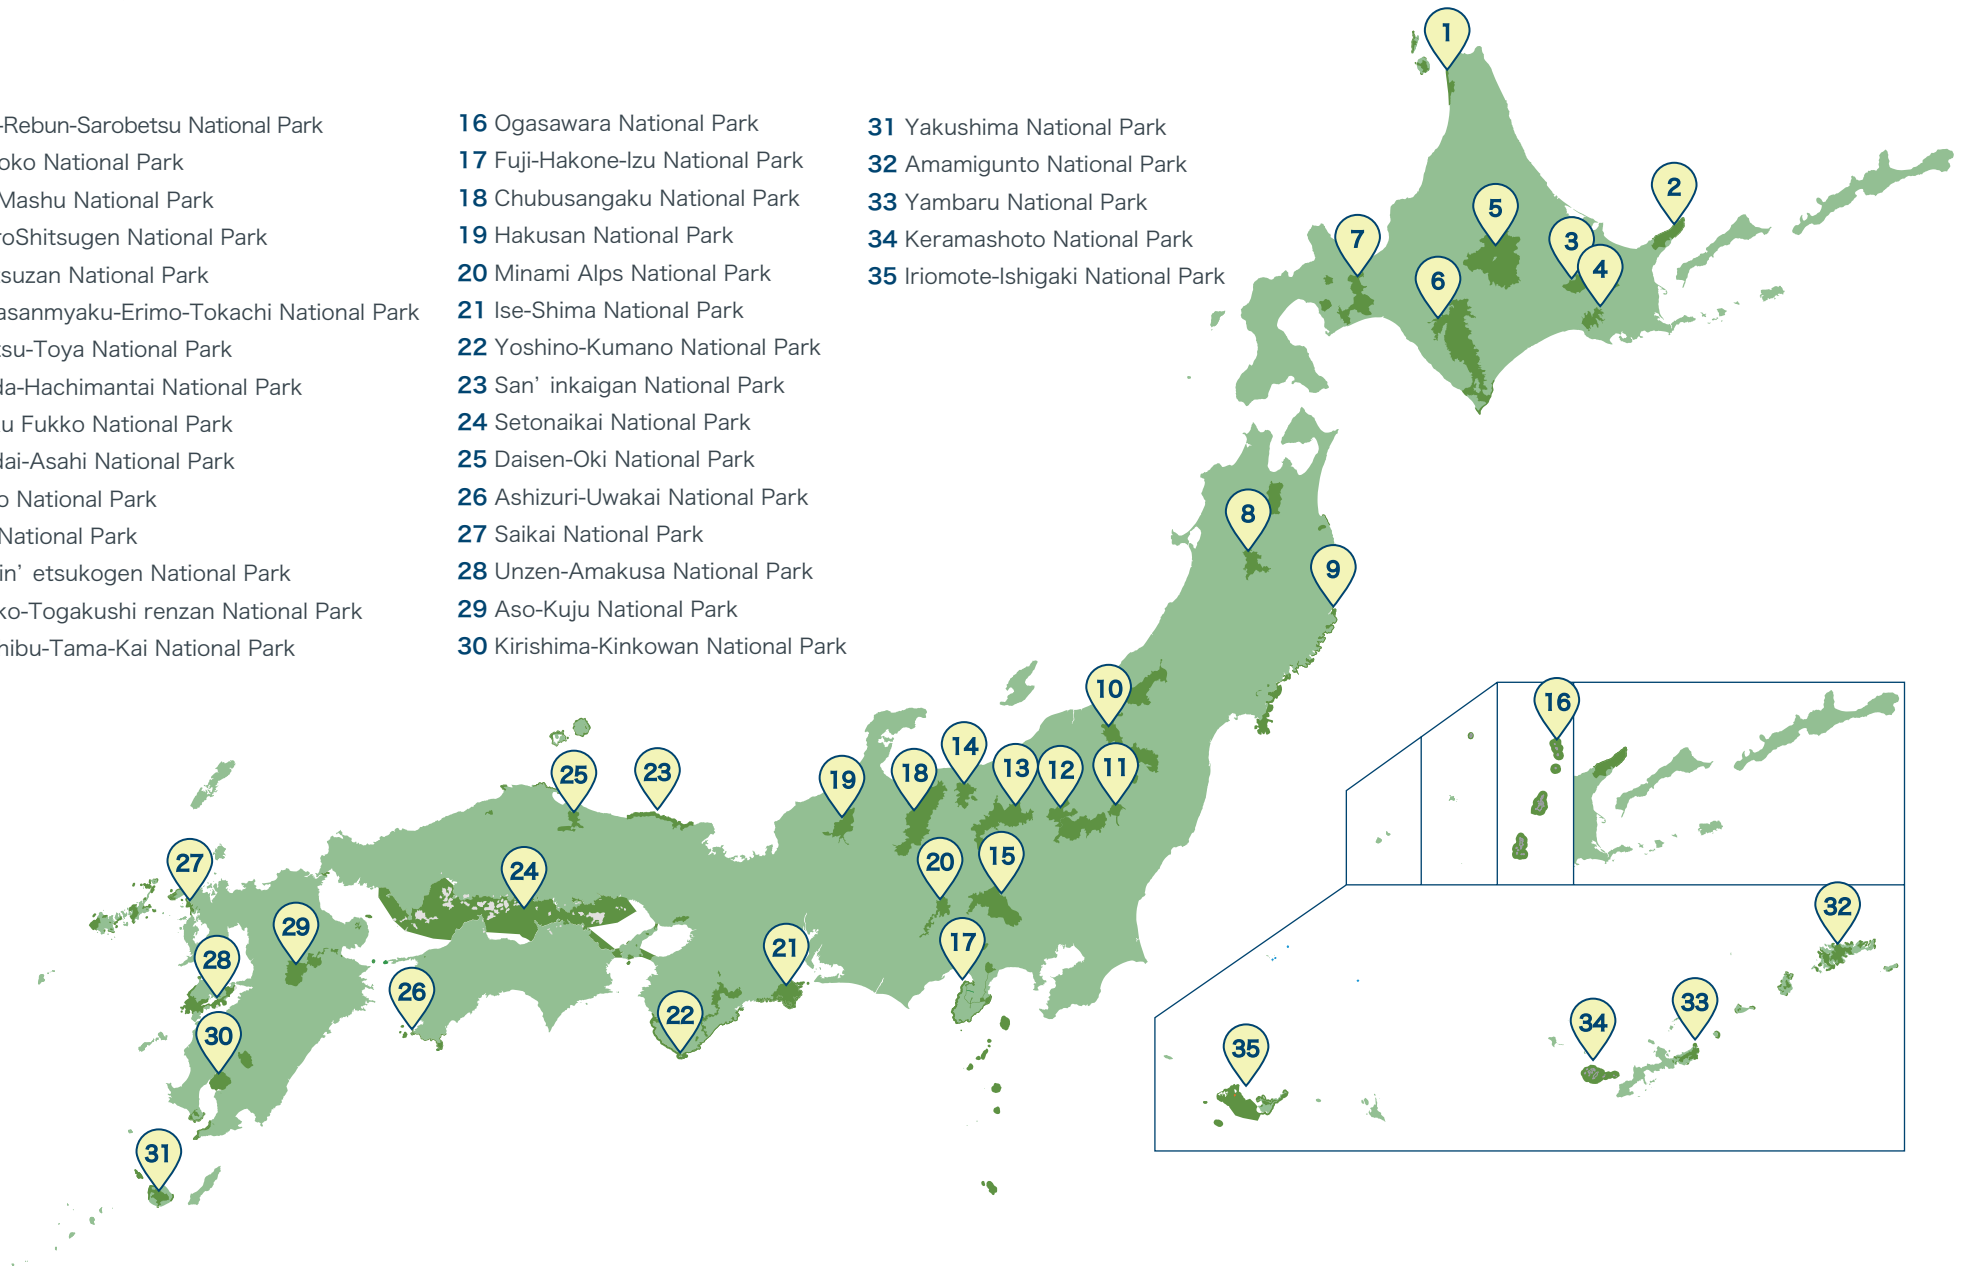 -Rebun-Sarobetsu National Park
oko National Park
Mashu National Park
roShitsugen National Park
suzan National Park
asanmyaku-Erimo-Tokachi National Park
tsu-Toya National Park
da-Hachimantai National Park
u Fukko National Park
dai-Asahi National Park
o National Park
National Park
in’ etsukogen National Park
ko-Togakushi renzan National Park
hibu-Tama-Kai National Park
16 Ogasawara National Park
17 Fuji-Hakone-Izu National Park
18 Chubusangaku National Park
19 Hakusan National Park
20 Minami Alps National Park
21 Ise-Shima National Park
22 Yoshino-Kumano National Park
23 San’ inkaigan National Park
24 Setonaikai National Park
25 Daisen-Oki National Park
26 Ashizuri-Uwakai National Park
27 Saikai National Park
28 Unzen-Amakusa National Park
29 Aso-Kuju National Park
30 Kirishima-Kinkowan National Park
31 Yakushima National Park
32 Amamigunto National Park
33 Yambaru National Park
34 Keramashoto National Park
35 Iriomote-Ishigaki National Park
1
2
3
4
5
6
7
8
9
10
11
12
13
14
15
16
17
18
19
20
21
22
23
24
25
26
27
28
29
30
31
32
33
34
35